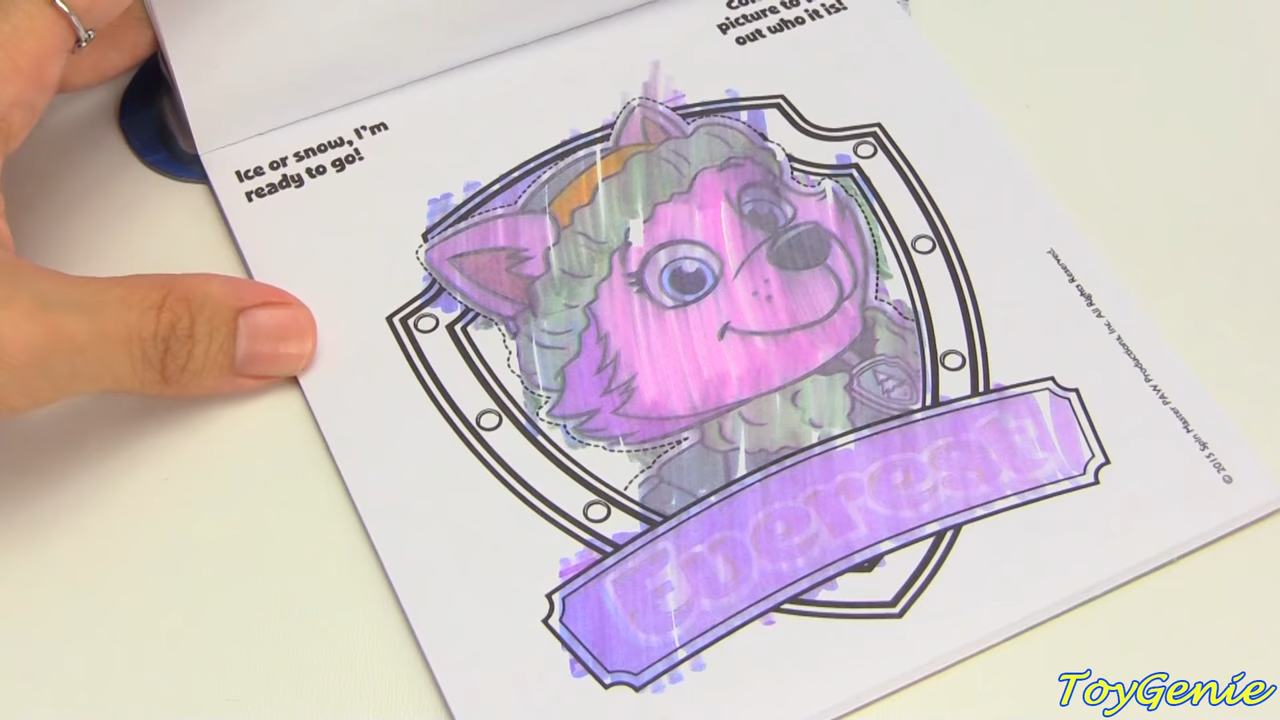 picture to
out who it is!
Ice or snow, I'm
ready to go!
© 2015 Spin Master PAW Productions, Inc. All Rights Reserved.
Everest
ToyGenie